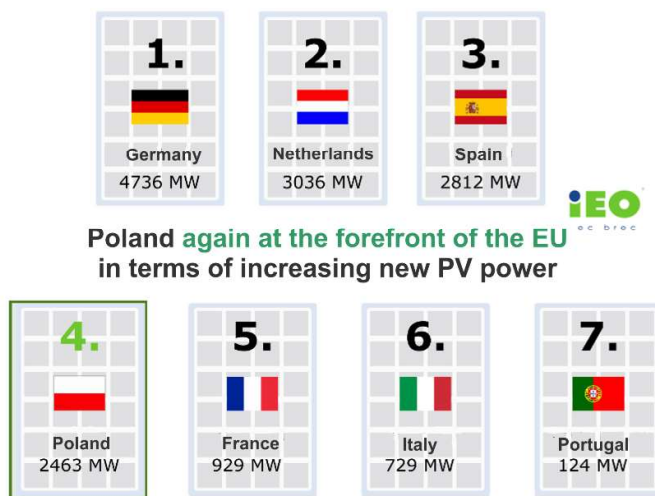 1.
Germany
4736 MW
2.
Netherlands
3036 MW
3.
Spain
2812 MW
iEO
ec brec
Poland again at the forefront of the EU
in terms of increasing new PV power
4.
Poland
2463 MW
5.
France
929 MW
6.
Italy
729 MW
7.
Portugal
124 MW